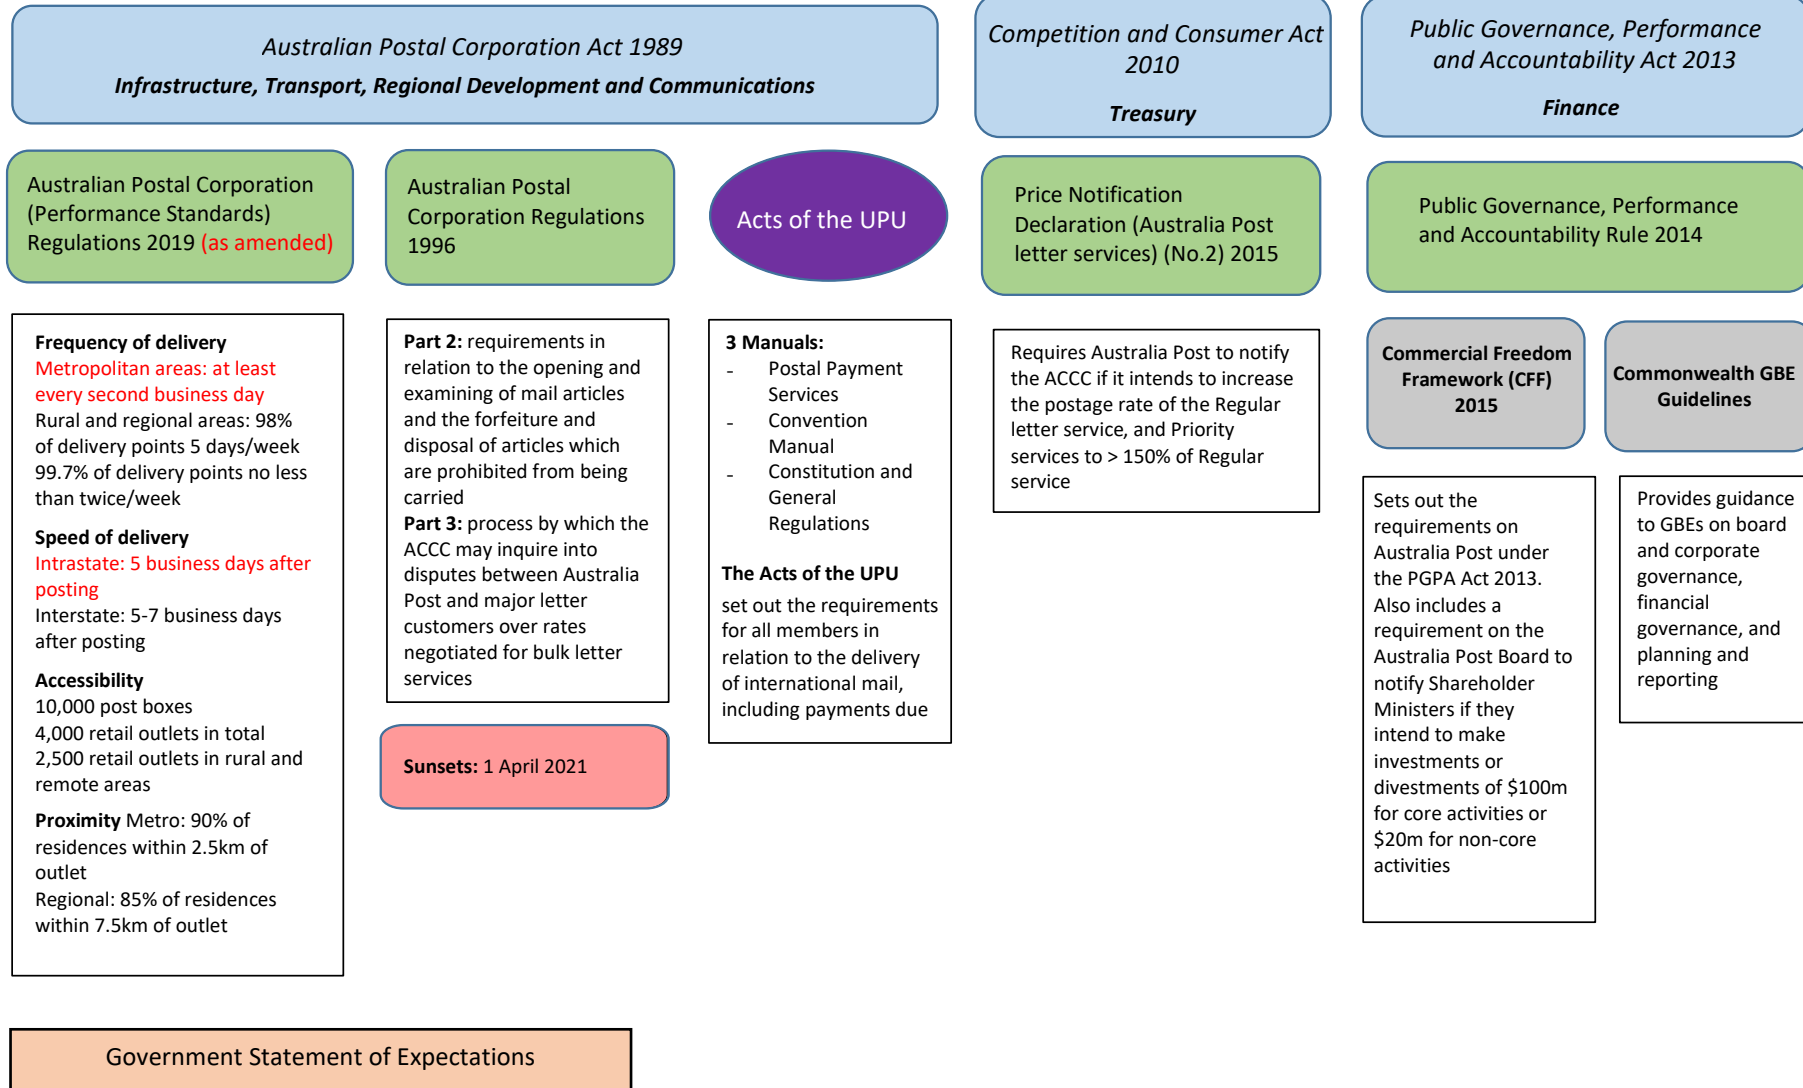 Australian Postal Corporation Act 1989
Infrastructure, Transport, Regional Development and Communications
Competition and Consumer Act
2010
Treasury
Public Governance, Performance
and Accountability Act 2013
Finance
Australian Postal Corporation
(Performance Standards)
Regulations 2019 (as amended)
Australian Postal
Corporation Regulations
1996
Acts of the UPU
Price Notification
Declaration (Australia Post
letter services) (No.2) 2015
Public Governance, Performance
and Accountability Rule 2014
Frequency of delivery
Metropolitan areas: at least
every second business day
Rural and regional areas: 98%
of delivery points 5 days/week
99.7% of delivery points no less
than twice/week
Speed of delivery
Intrastate: 5 business days after
posting
Interstate: 5-7 business days
after posting
Accessibility
10,000 post boxes
4,000 retail outlets in total
2,500 retail outlets in rural and
remote areas
Proximity Metro: 90% of
residences within 2.5km of
outlet
Regional: 85% of residences
within 7.5km of outlet
Part 2: requirements in
relation to the opening and
examining of mail articles
and the forfeiture and
disposal of articles which
are prohibited from being
carried
Part 3: process by which the
ACCC may inquire into
disputes between Australia
Post and major letter
customers over rates
negotiated for bulk letter
services
Sunsets: 1 April 2021
3 Manuals:
- Postal Payment
Services
- Convention
Manual
- Constitution and
General
Regulations
The Acts of the UPU
set out the requirements
for all members in
relation to the delivery
of international mail,
including payments due
Requires Australia Post to notify
the ACCC if it intends to increase
the postage rate of the Regular
letter service, and Priority
services to > 150% of Regular
service
Commercial Freedom
Framework (CFF)
2015
Commonwealth GBE
Guidelines
Sets out the
requirements on
Australia Post under
the PGPA Act 2013.
Also includes a
requirement on the
Australia Post Board to
notify Shareholder
Ministers if they
intend to make
investments or
divestments of $100m
for core activities or
$20m for non-core
activities
Provides guidance
to GBEs on board
and corporate
governance,
financial
governance, and
planning and
reporting
Government Statement of Expectations